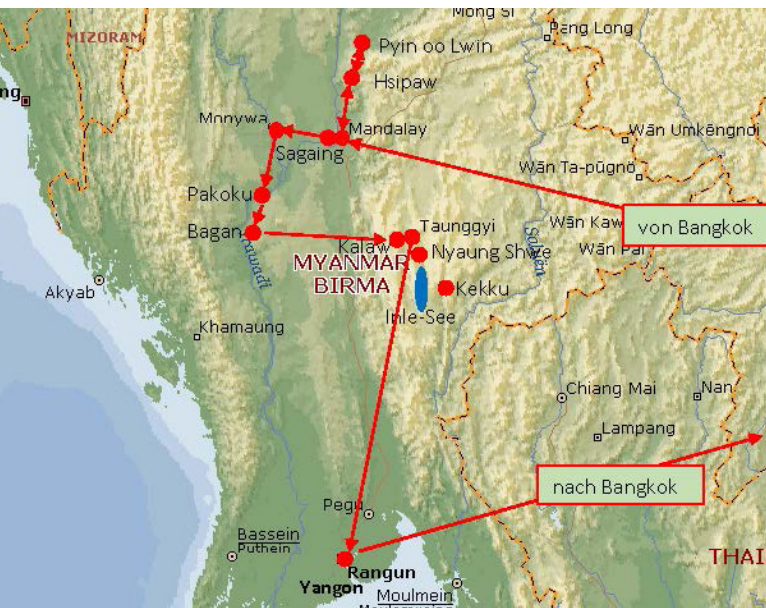 Mong Si
Pang Long
MIZORAM
Pyin oo Lwin
Hsipaw
ng
Monywa
Mandalay
Sagaing
Wān Umkēngnoi
Wān Ta-pūgnō
Pakoku
Bagan
Taunggyi
Kalaw
Wān Kaw
von Bangkok
Nyaung Shwe
Wān Pai
MYANMAR
BIRMA
Kekku
Akyab
Inle-See
Khamaung
Chiang Mai
Nan
Lampang
nach Bangkok
Pegu
Bassein
Puthein
THAI
Rangun
Yangon
Moulmein